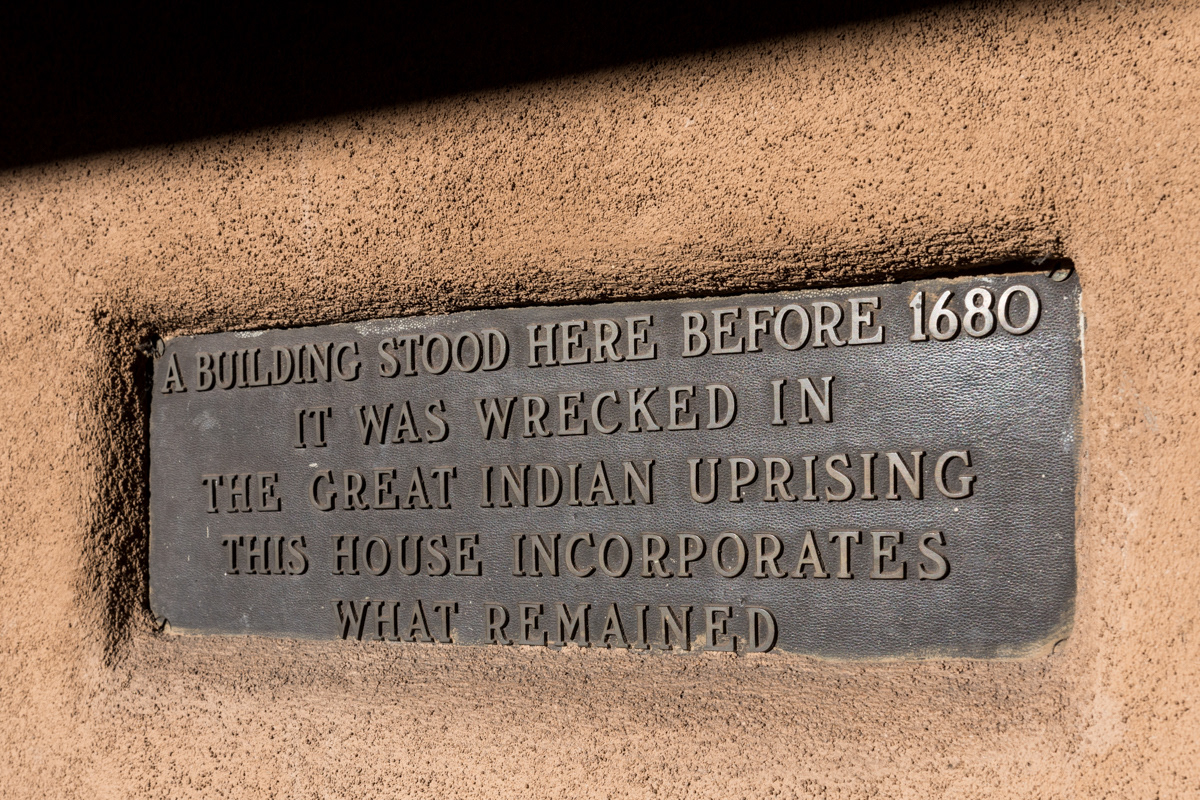 A BUILDING STOOD HERE BEFORE 1680
IT WAS WRECKED IN
THE GREAT INDIAN UPRISING
THIS HOUSE INCORPORATES
WHAT REMAINED